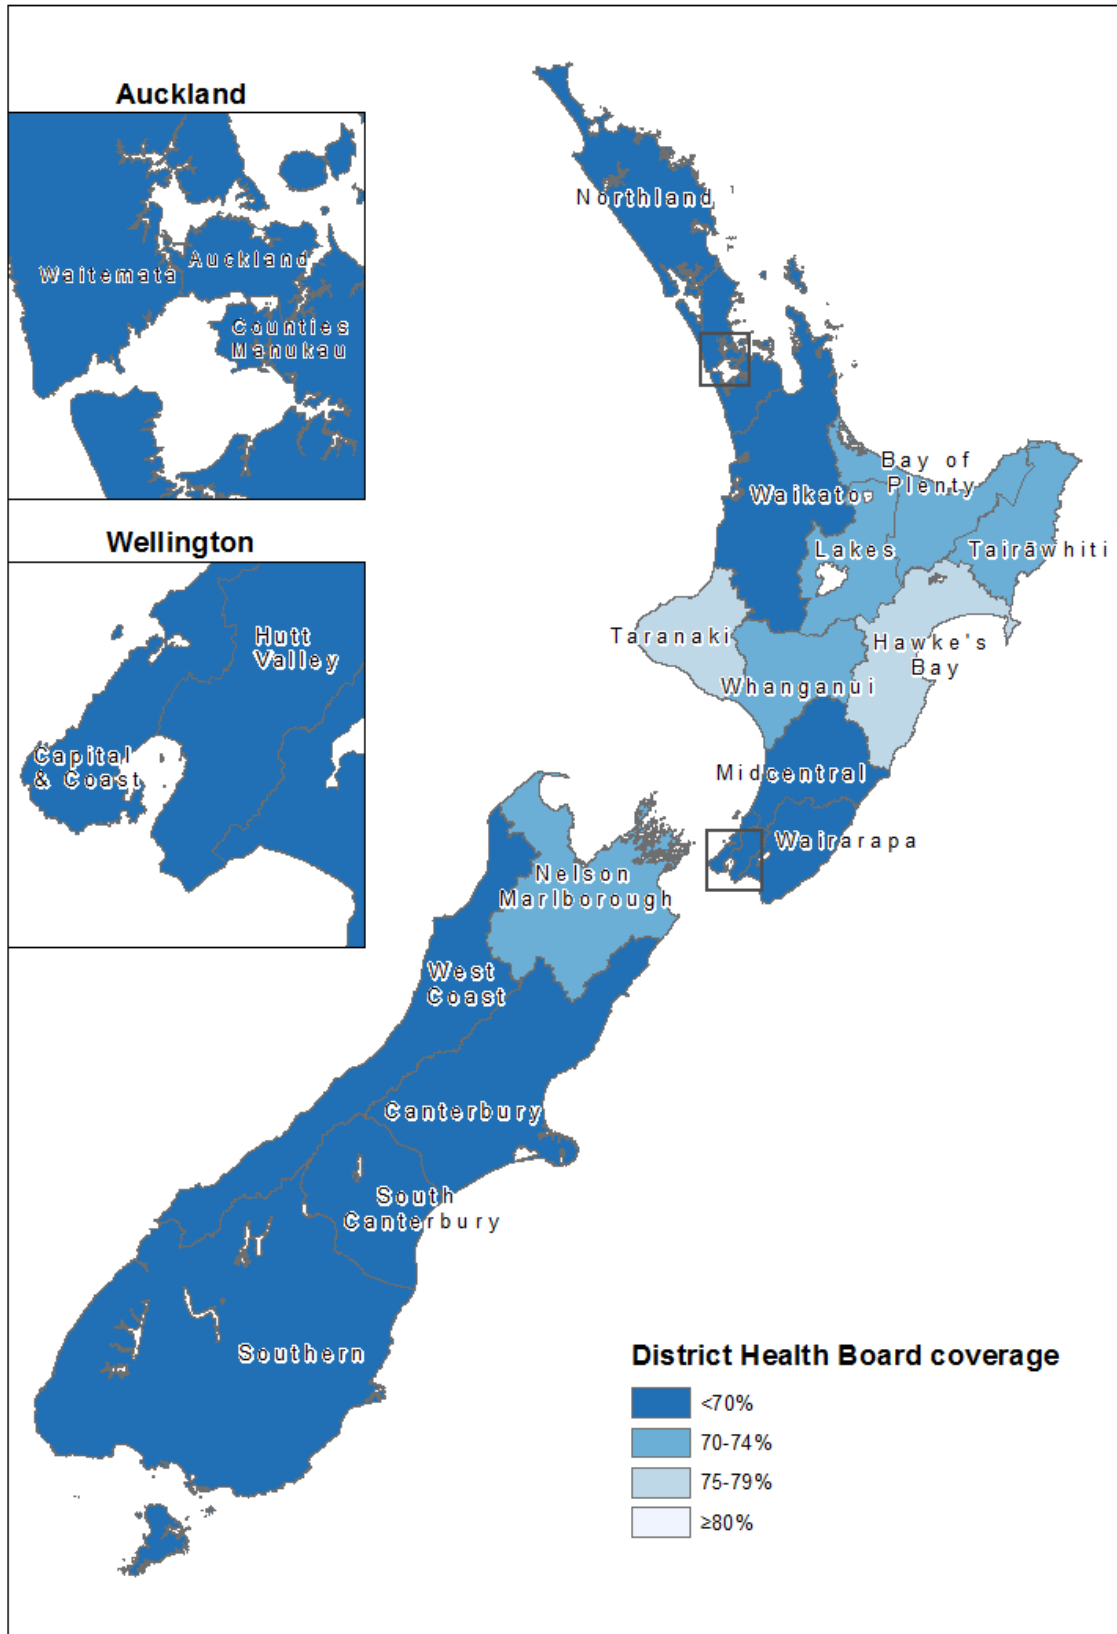 Auckland
Waitemata
Auckland
Counties
Manukau
Wellington
Hutt
Valley
Capital
& Coast
Northland
Waikato
Bay of
Plenty
Lakes
Tairāwhiti
Taranaki
Hawke's
Bay
Whanganui
Midcentral
Wairarapa
Nelson
Marlborough
West
Coast
Canterbury
South
Canterbury
Southern
District Health Board coverage
<70%
70-74%
75-79%
≥80%